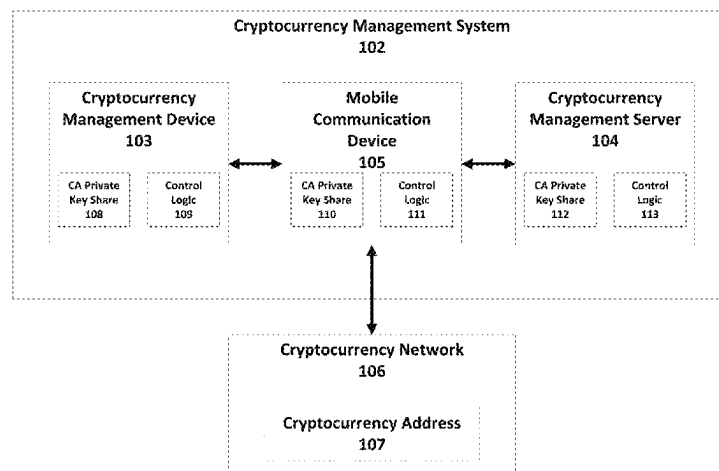 Cryptocurrency Management System
102
Cryptocurrency
Management Device
103
CA Private
Key Share
108
Control
Logic
109
Mobile
Communication
Device
105
CA Private
Key Share
110
Control
Logic
111
Cryptocurrency
Management Server
104
CA Private
Key Share
112
Control
Logic
113
Cryptocurrency Network
106
Cryptocurrency Address
107